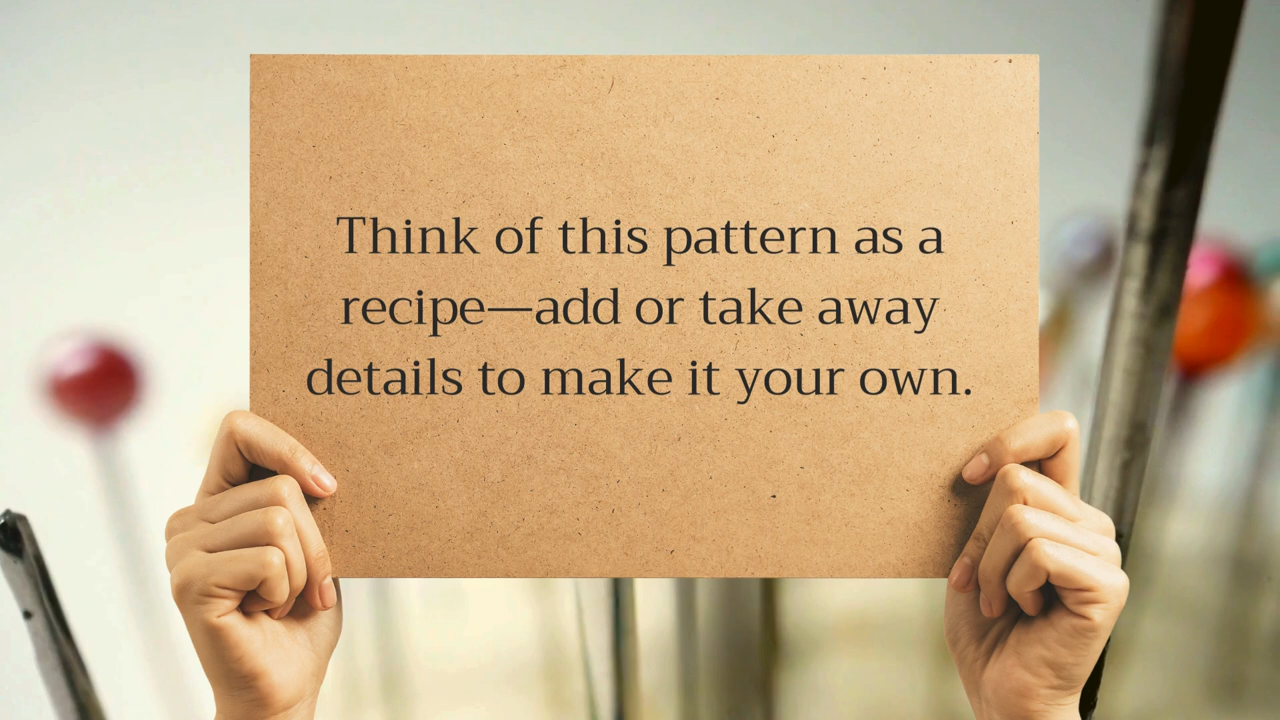 Think of this pattern as a
recipe—add or take away
details to make it your own.